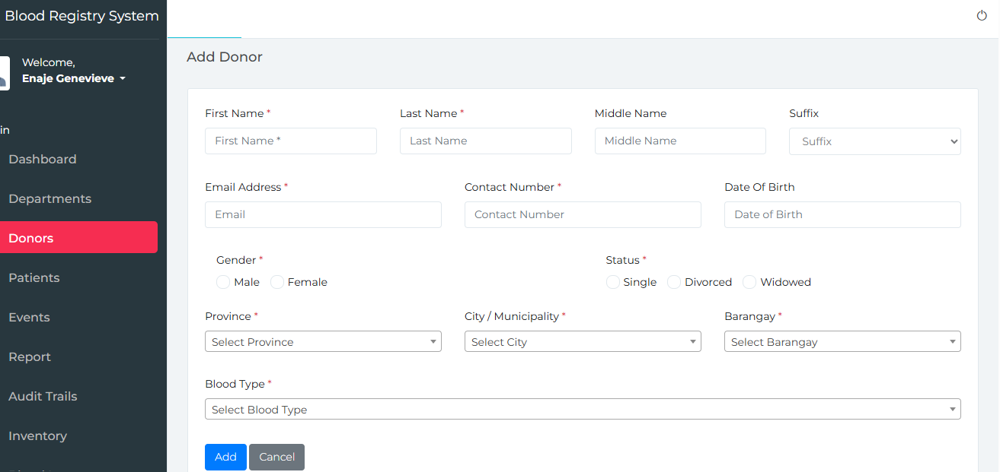 Blood Registry System
Welcome,
Enaje Genevieve
in
Dashboard
Departments
Donors
Patients
Events
Report
Audit Trails
Inventory
Add Donor
First Name * Last Name * Middle Name Suffix
First Name * Last Name Middle Name Suffix
Email Address * Contact Number * Date Of Birth
Email Contact Number Date of Birth
Gender * Status *
Male Female Single Divorced Widowed
Province * City / Municipality * Barangay *
Select Province Select City Select Barangay
Blood Type *
Select Blood Type
Add Cancel